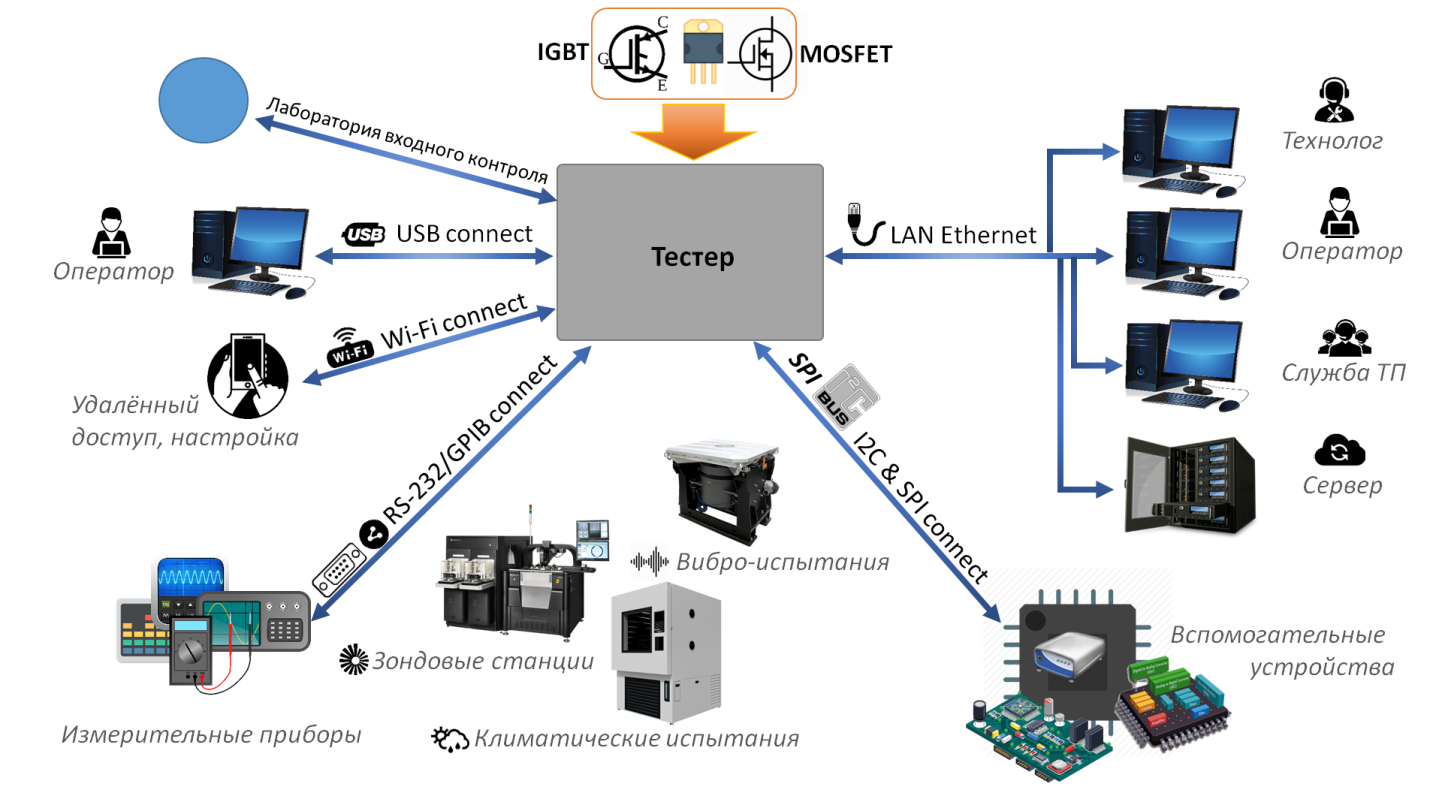 IGBT
C
G
E
MOSFET
Лаборатория входного контроля
Технолог
Оператор
USB
USB connect
Тестер
LAN Ethernet
Оператор
Wi-Fi
Wi-Fi connect
Удалённый
доступ, настройка
SPI
I2C
BUS
I2C & SPI connect
Служба ТП
RS-232/GPIB connect
Сервер
Вибро-испытания
Зондовые станции
Вспомогательные
устройства
Измерительные приборы
Климатические испытания